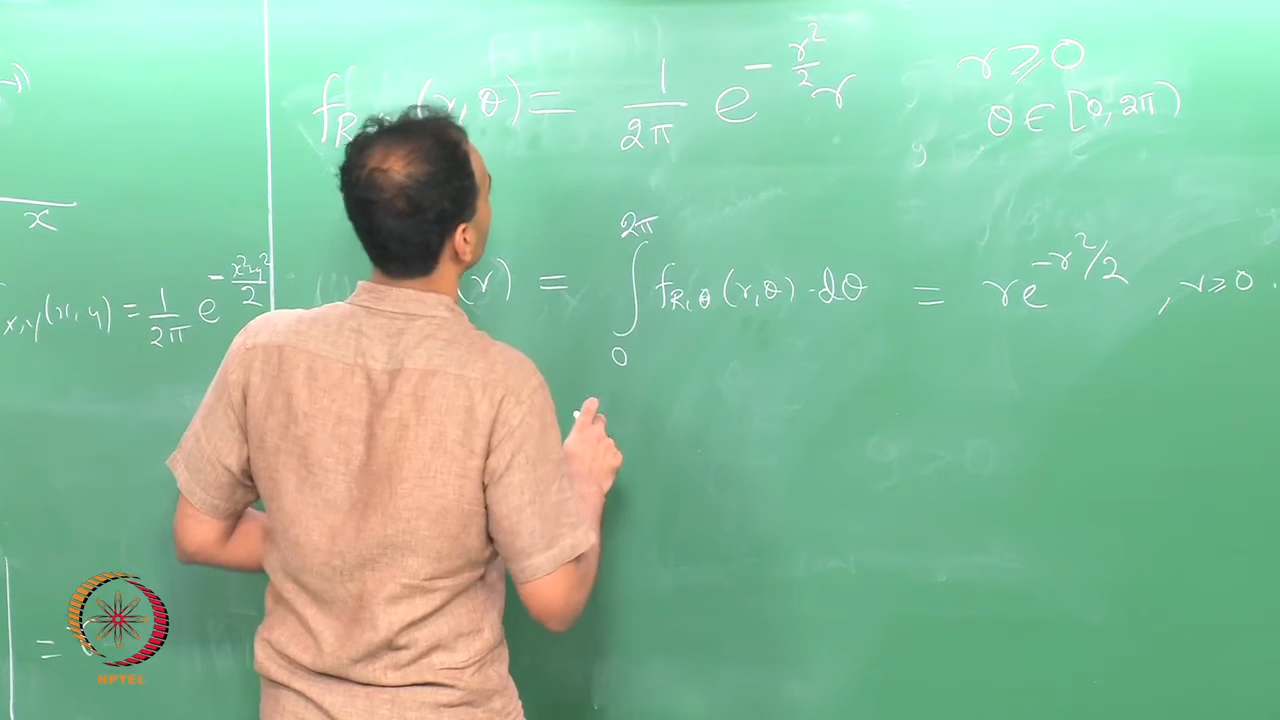 x
x,y(x, y) = 1/2π e^{-(x²+y²)/2}
=
f_R (r, θ) = 1/2π e^{-r²/2} r r ≥ 0
θ ∈ [0, 2π)
(r) = ∫_0^{2π} f_{R,Θ}(r,θ)·dθ = re^{-r²/2}, r ≥ 0.
NPTEL